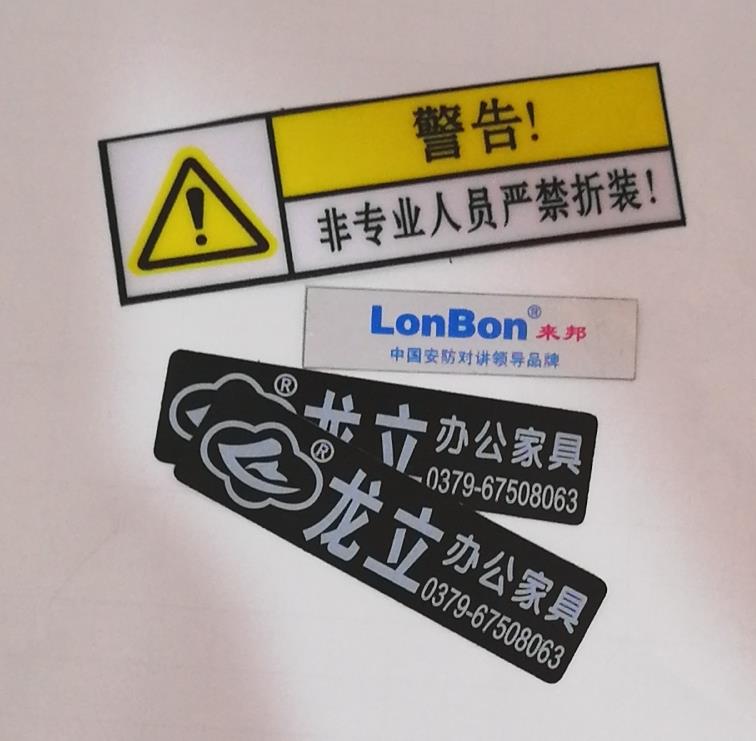 警告!
非专业人员严禁折装!
LonBon® 来邦
中国安防对讲领导品牌
® 龙立 办公家具
0379-67508063
® 龙立 办公家具
0379-67508063